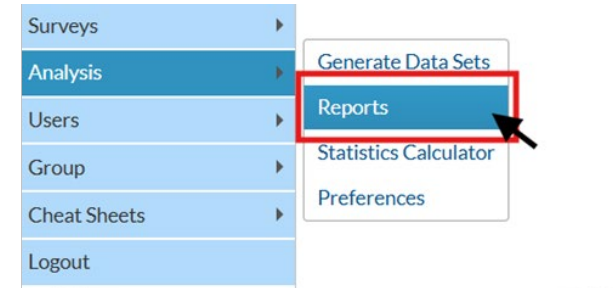 Surveys
Analysis
Users
Group
Cheat Sheets
Logout
Generate Data Sets
Reports
Statistics Calculator
Preferences